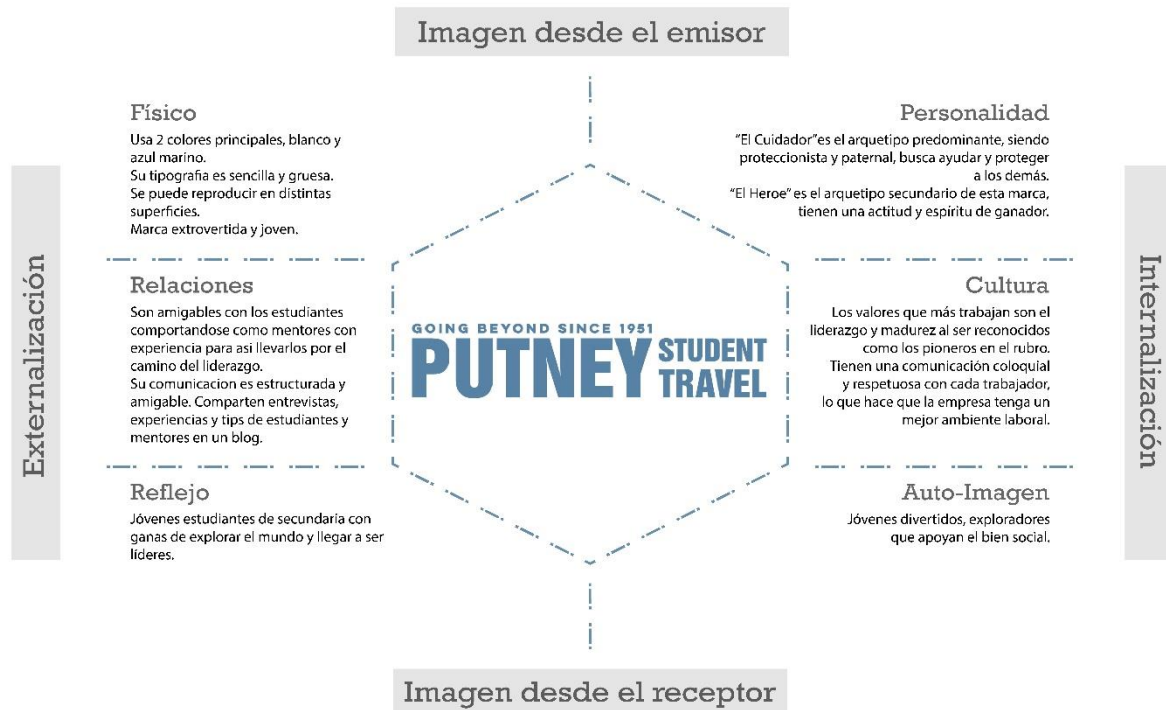 Imagen desde el emisor
Externalización
Físico
Usa 2 colores principales, blanco y
azul marino.
Su tipografia es sencilla y gruesa.
Se puede reproducir en distintas
superficies.
Marca extrovertida y joven.
Relaciones
Son amigables con los estudiantes
comportandose como mentores con
experiencia para asi llevarlos por el
camino del liderazgo.
Su comunicacion es estructurada y
amigable. Comparten entrevistas,
experiencias y tips de estudiantes y
mentores en un blog.
Reflejo
Jóvenes estudiantes de secundaría con
ganas de explorar el mundo y llegar a ser
líderes.
GOING BEYOND SINCE 1951
PUTNEY STUDENT
TRAVEL
Personalidad
"El Cuidador"es el arquetipo predominante, siendo
proteccionista y paternal, busca ayudar y proteger
a los demás.
"El Heroe" es el arquetipo secundario de esta marca,
tienen una actitud y espíritu de ganador.
Cultura
Los valores que más trabajan son el
liderazgo y madurez al ser reconocidos
como los pioneros en el rubro.
Tienen una comunicación coloquial
y respetuosa con cada trabajador,
lo que hace que la empresa tenga un
mejor ambiente laboral.
Auto-Imagen
Jóvenes divertidos, exploradores
que apoyan el bien social.
Internalización
Imagen desde el receptor